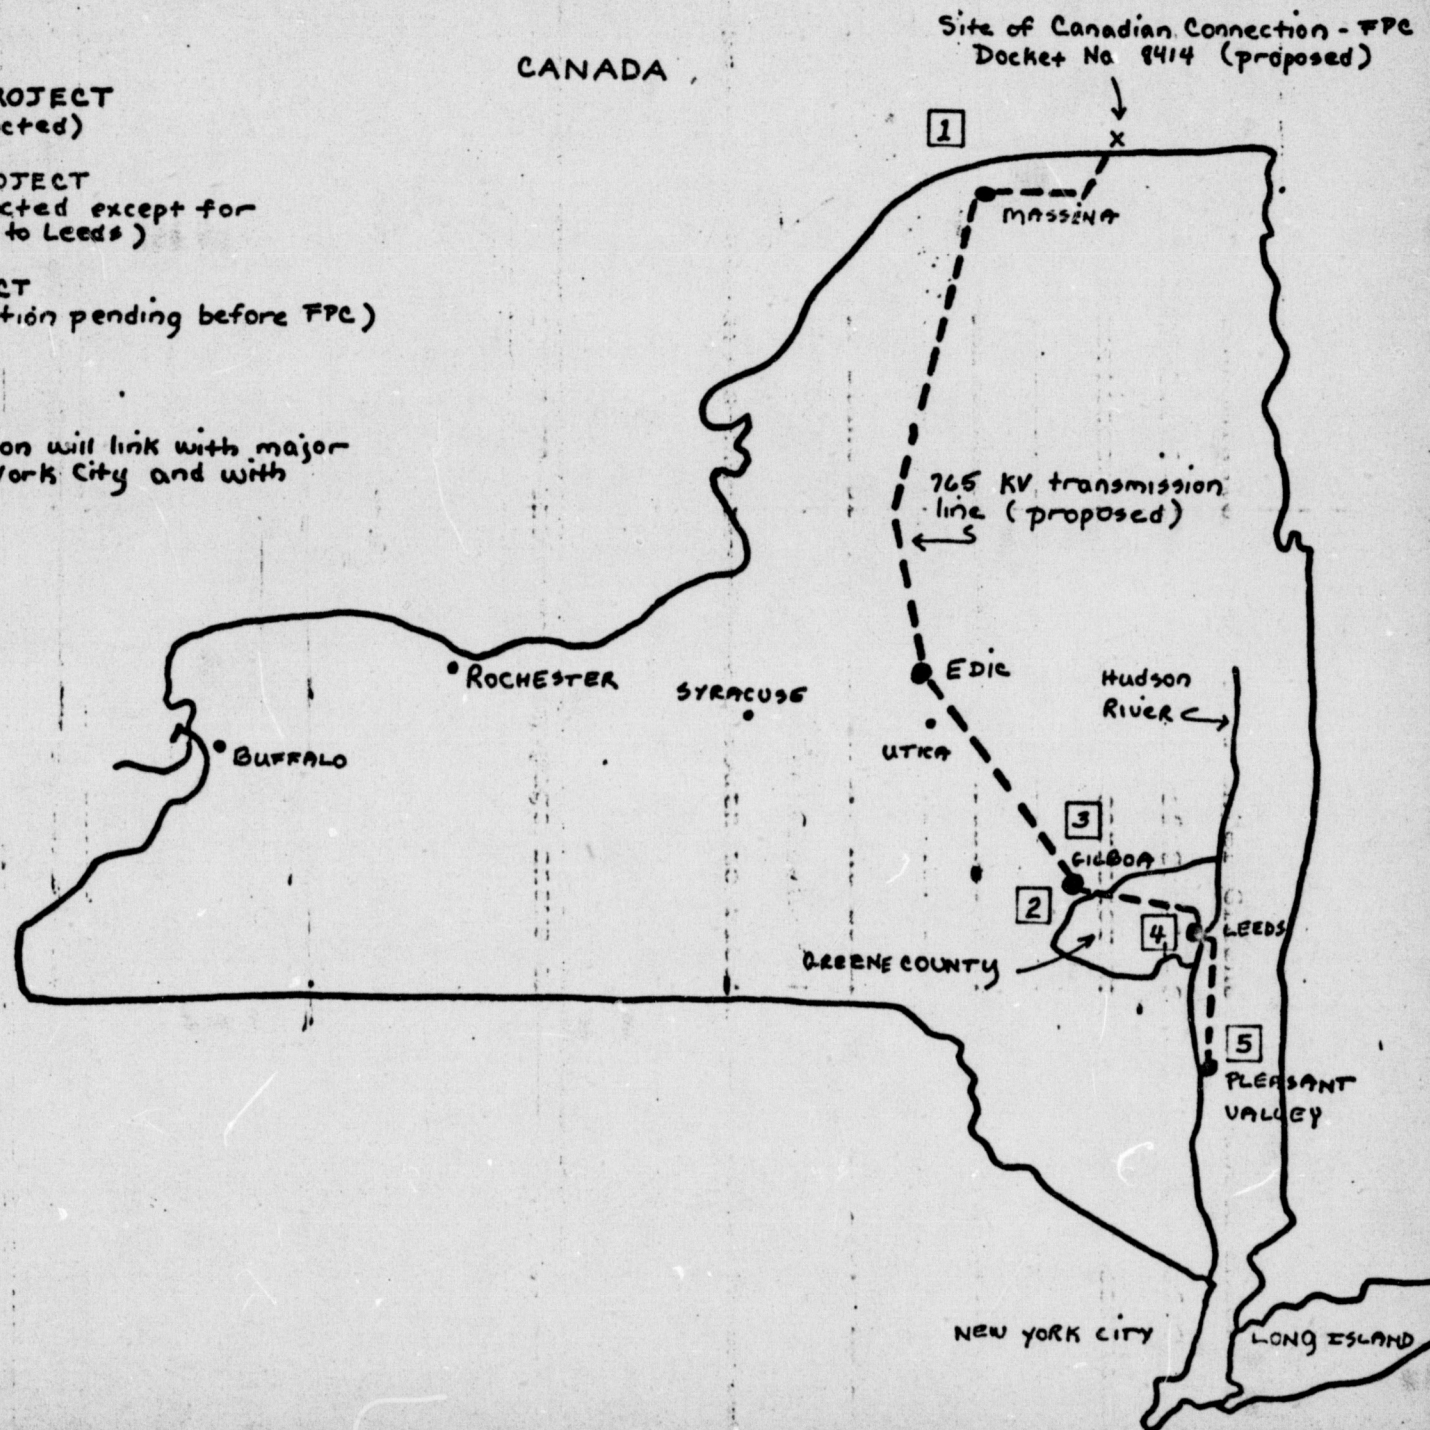 Site of Canadian Connection - FPC
Docket No 8414 (proposed)
CANADA
ROJECT
cted)
OJECT
cted except for
to Leeds)
CT
tion pending before FPC)
on will link with major
York City and with
1
MASSENA
765 KV transmission
line (proposed)
EDIC
Hudson
RIVER
ROCHESTER
SYRACUSE
UTICA
BUFFALO
3
GILBOA
2
4
LEEDS
GREENE COUNTY
5
PLEASANT
VALLEY
NEW YORK CITY
LONG ISLAND